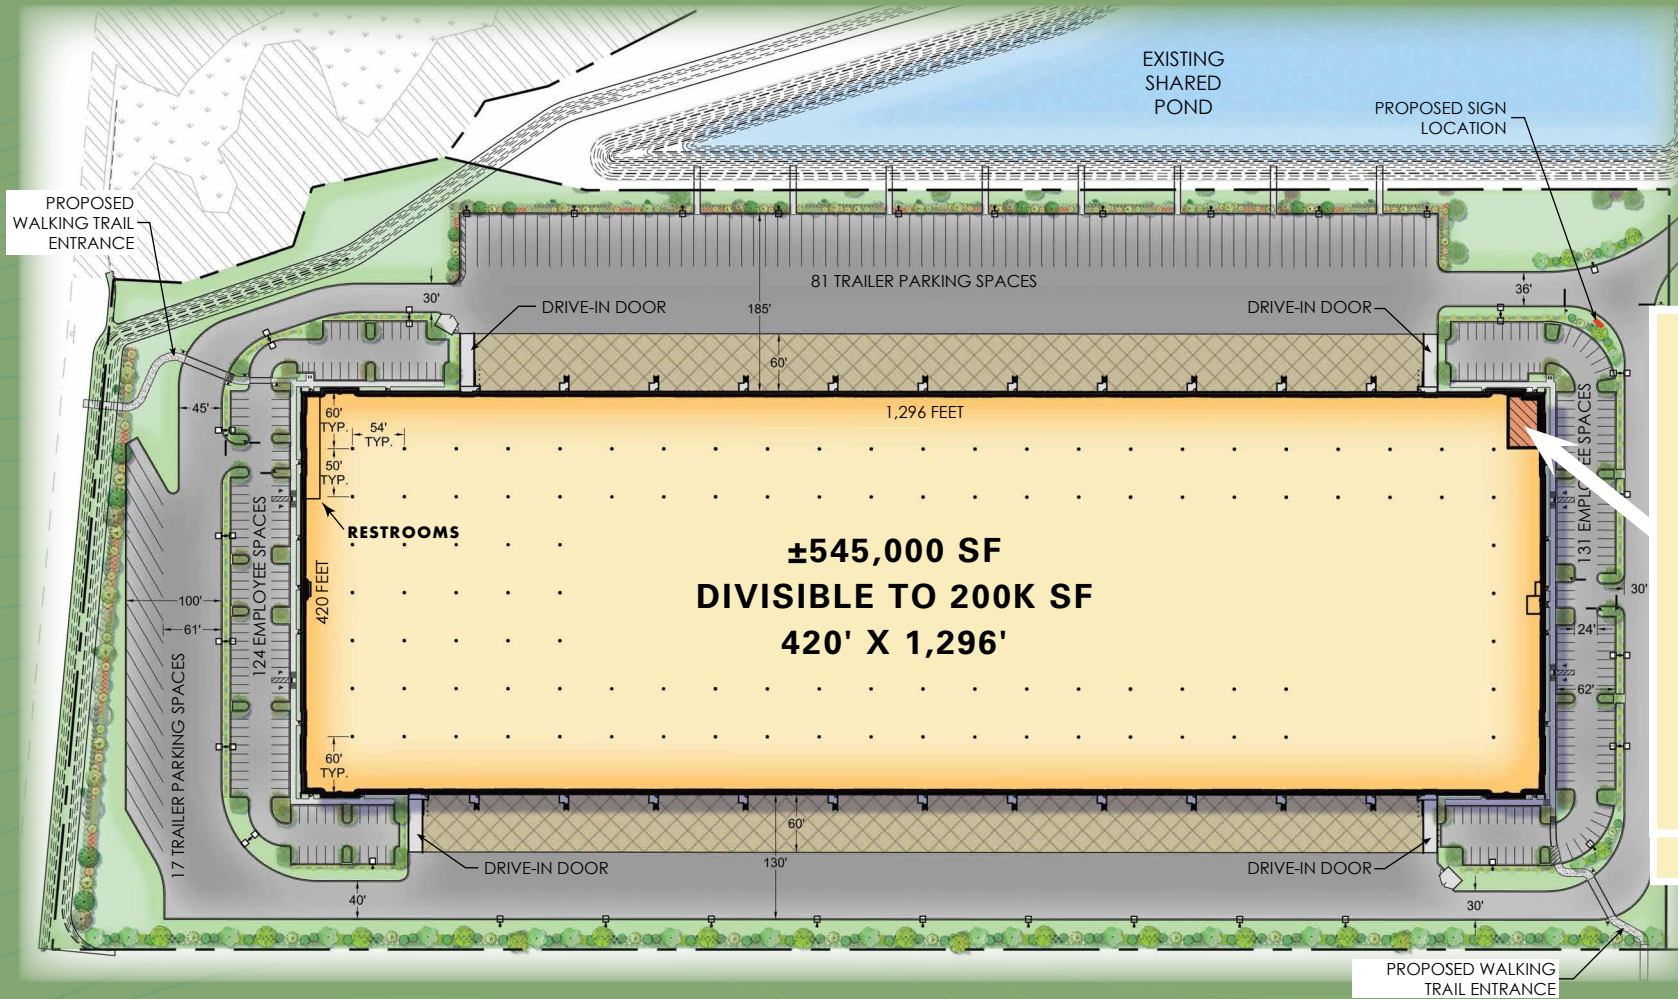 EXISTING
SHARED
POND
PROPOSED SIGN
LOCATION
PROPOSED
WALKING TRAIL
ENTRANCE
81 TRAILER PARKING SPACES
30'
36'
DRIVE-IN DOOR
185'
DRIVE-IN DOOR
60'
45'
60'
TYP.
54'
TYP.
1,296 FEET
50'
TYP.
RESTROOMS
131 EMPLOYEE SPACES
124 EMPLOYEE SPACES
420 FEET
±545,000 SF
DIVISIBLE TO 200K SF
420' X 1,296'
100'
61'
30'
24'
62'
17 TRAILER PARKING SPACES
60'
TYP.
60'
DRIVE-IN DOOR
130'
DRIVE-IN DOOR
40'
30'
PROPOSED WALKING
TRAIL ENTRANCE